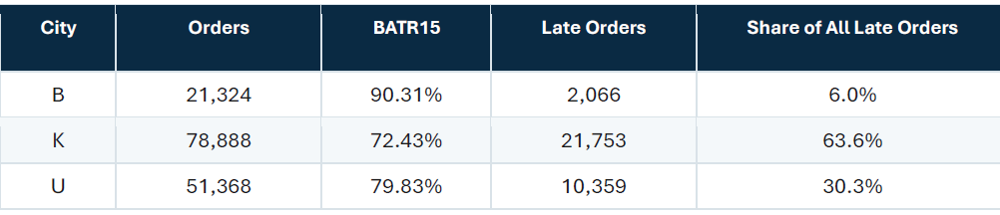 City Orders BATR15 Late Orders Share of All Late Orders
B 21,324 90.31% 2,066 6.0%
K 78,888 72.43% 21,753 63.6%
U 51,368 79.83% 10,359 30.3%